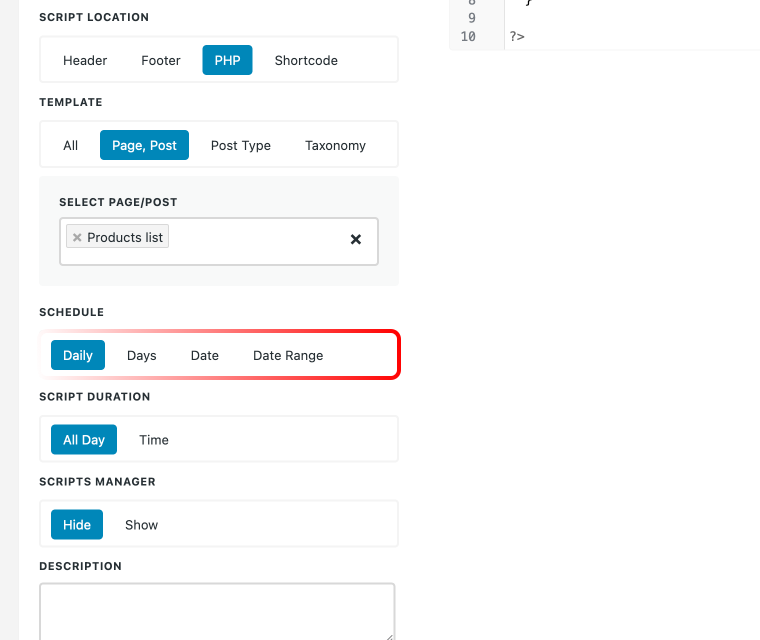 SCRIPT LOCATION
Header Footer PHP Shortcode
TEMPLATE
All Page, Post Post Type Taxonomy
SELECT PAGE/POST
× Products list ×
SCHEDULE
Daily Days Date Date Range
SCRIPT DURATION
All Day Time
SCRIPTS MANAGER
Hide Show
DESCRIPTION
8 }
9
10 ?>